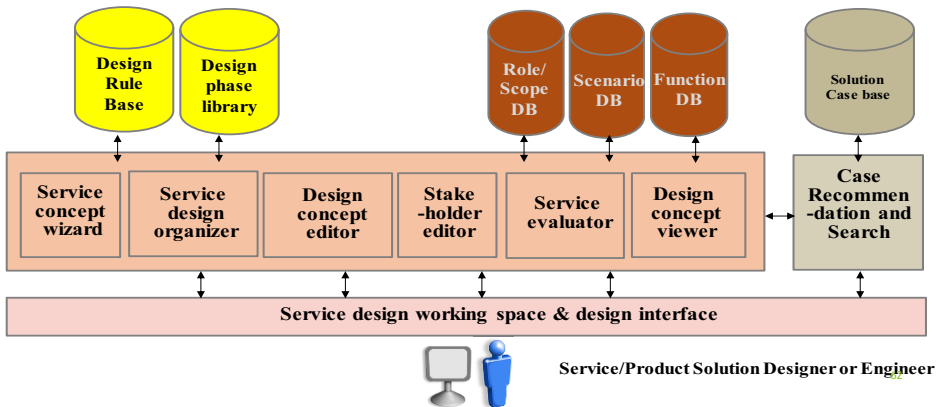 Design
Rule
Base
Design
phase
library
Role/
Scope
DB
Scenario
DB
Function
DB
Solution
Case base
Service
concept
wizard
Service
design
organizer
Design
concept
editor
Stake
-holder
editor
Service
evaluator
Design
concept
viewer
Case
Recommen
-dation and
Search
Service design working space & design interface
Service/Product Solution Designer or Engineer
62